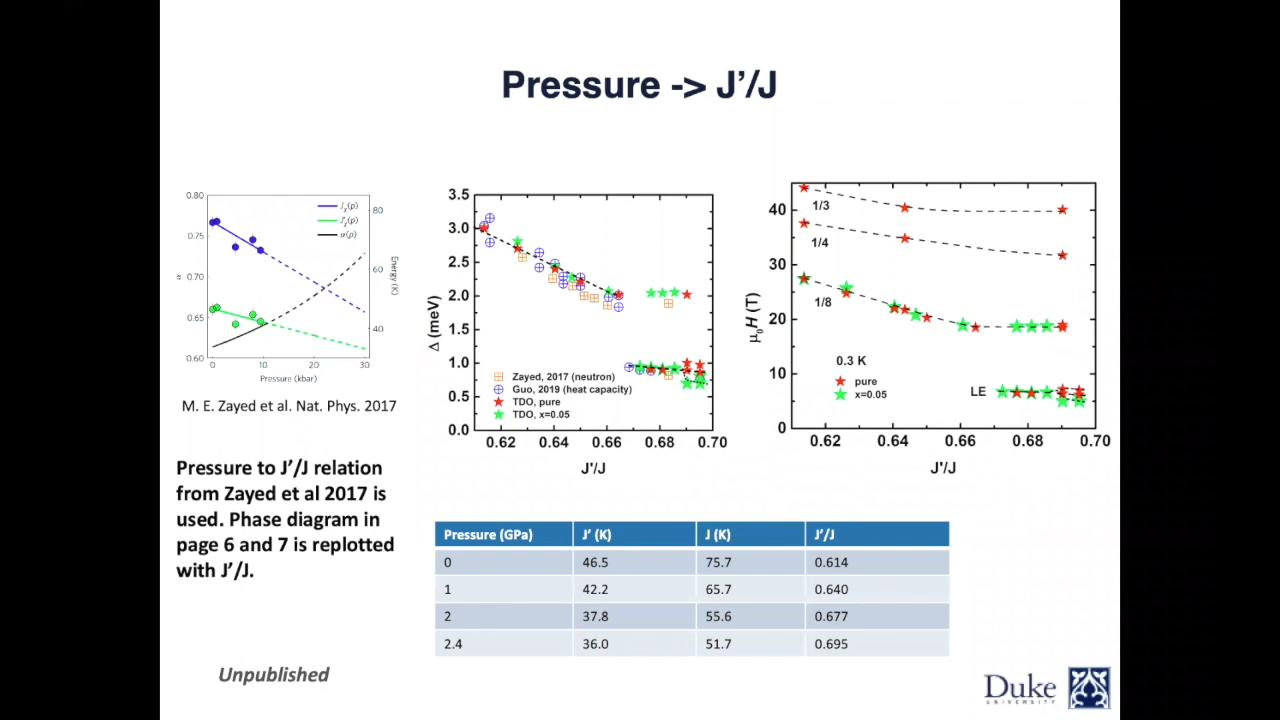 Pressure -> J’/J
0.80
0.75
0.70
0.65
0.60
α
0
10
20
30
Pressure (kbar)
80
60
40
Energy (K)
α(p)
M. E. Zayed et al. Nat. Phys. 2017
Pressure to J’/J relation
from Zayed et al 2017 is
used. Phase diagram in
page 6 and 7 is replotted
with J’/J.
3.5
3.0
2.5
2.0
1.5
1.0
0.5
0.0
Δ (meV)
Zayed, 2017 (neutron)
Guo, 2019 (heat capacity)
TDO, pure
TDO, x=0.05
0.62 0.64 0.66 0.68 0.70
J'/J
40
30
20
10
0
μ0H (T)
1/3
1/4
1/8
0.3 K
pure
x=0.05
LE
0.62 0.64 0.66 0.68 0.70
J'/J
Pressure (GPa) J’ (K) J (K) J’/J
0 46.5 75.7 0.614
1 42.2 65.7 0.640
2 37.8 55.6 0.677
2.4 36.0 51.7 0.695
Unpublished
Duke
UNIVERSITY